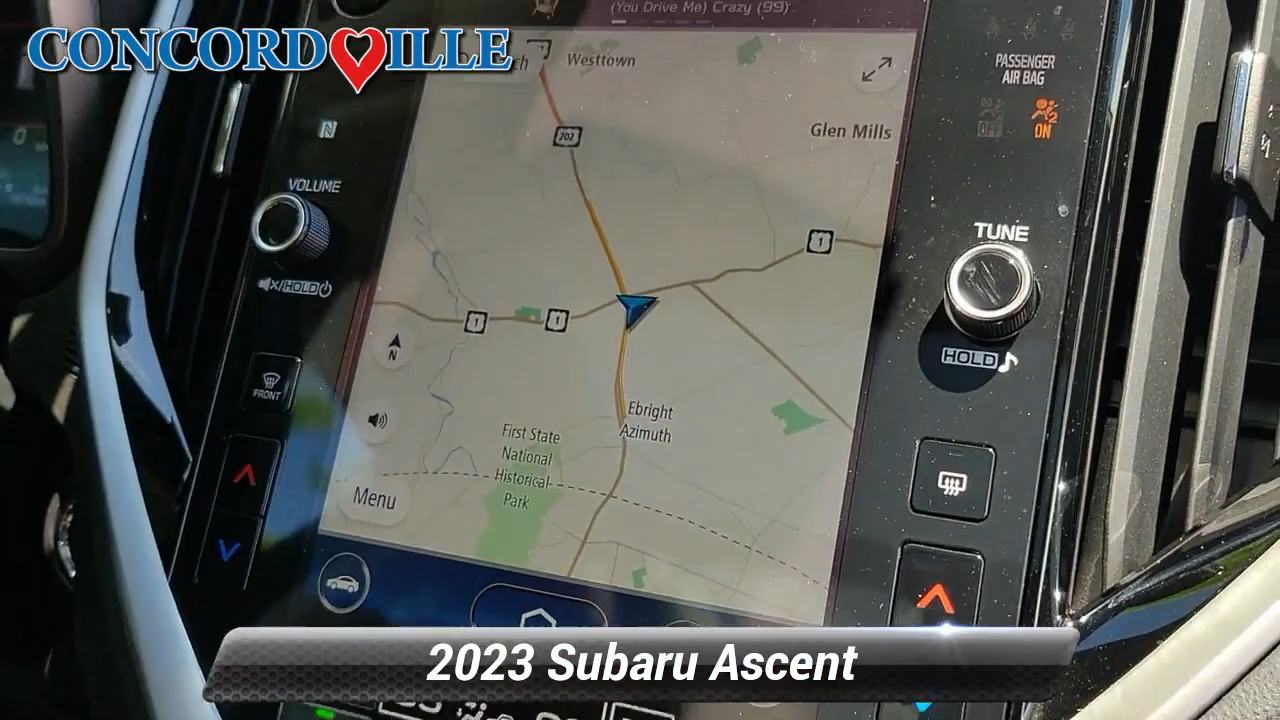 (You Drive Me) Crazy (99)
CONCORDVILLE
Westtown
PASSENGER
AIR BAG
OFF
2
ON
202
Glen Mills
N
VOLUME
TUNE
1
HOLD
1
1
HOLD
N
FRONT
Ebright
Azimuth
First State
National
Historical
Park
Menu
2023 Subaru Ascent